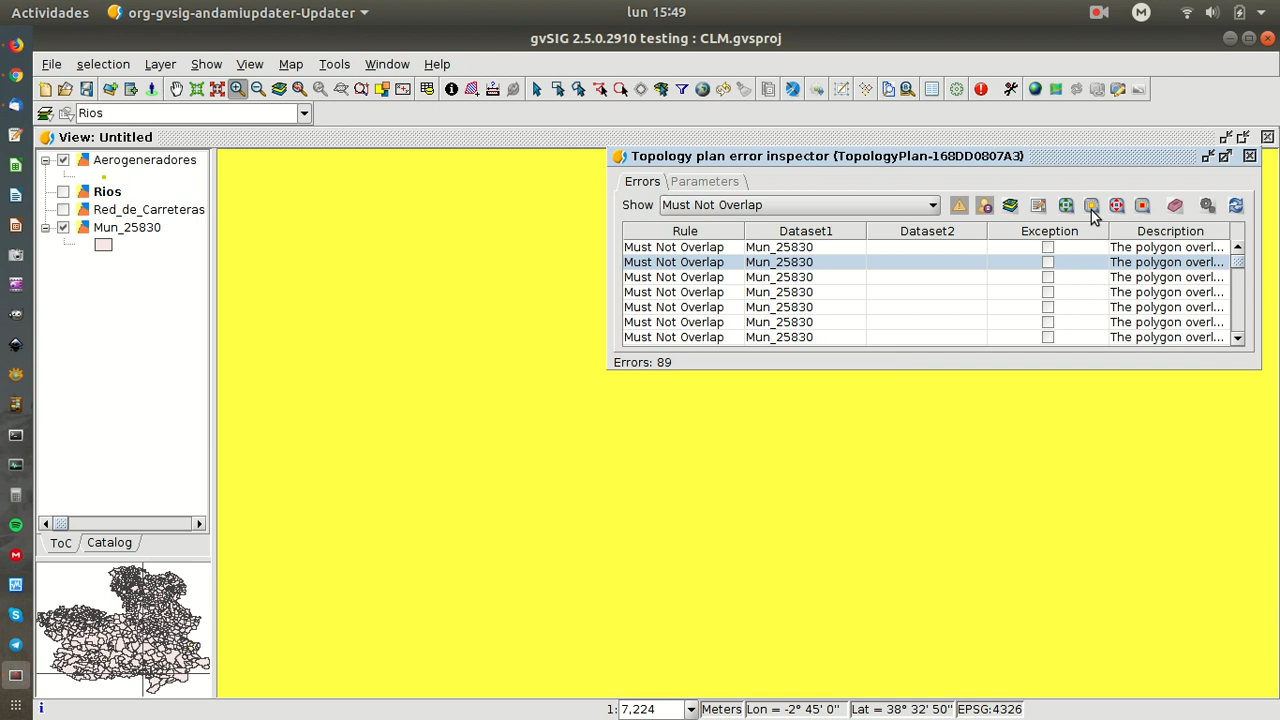 Actividades org-gvsig-andamiupdater-Updater lun 15:49 M
gvSIG 2.5.0.2910 testing : CLM.gvsproj
File selection Layer Show View Map Tools Window Help
Rios
View: Untitled
Aerogeneradores
Rios
Red_de_Carreteras
Mun_25830
Topology plan error inspector (TopologyPlan-168DD0807A3)
Errors Parameters
Show Must Not Overlap
Rule Dataset1 Dataset2 Exception Description
Must Not Overlap Mun_25830 The polygon overl...
Must Not Overlap Mun_25830 The polygon overl...
Must Not Overlap Mun_25830 The polygon overl...
Must Not Overlap Mun_25830 The polygon overl...
Must Not Overlap Mun_25830 The polygon overl...
Must Not Overlap Mun_25830 The polygon overl...
Must Not Overlap Mun_25830 The polygon overl...
Errors: 89
ToC Catalog
1: 7,224 Meters Lon = -2° 45' 0'' Lat = 38° 32' 50'' EPSG:4326